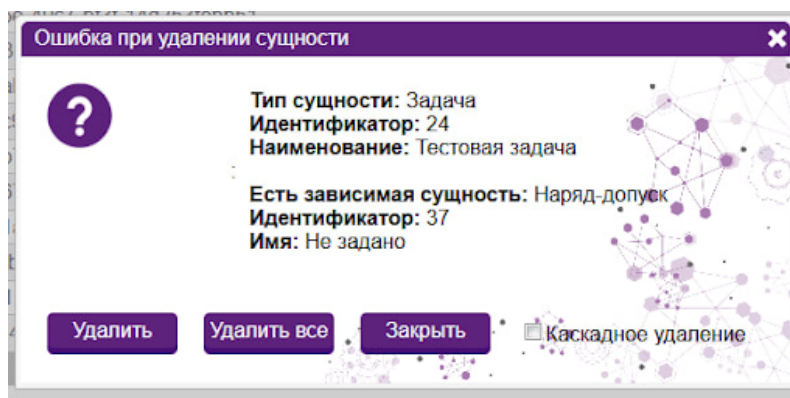 Ошибка при удалении сущности
Тип сущности: Задача
Идентификатор: 24
Наименование: Тестовая задача
:
Есть зависимая сущность: Наряд-допуск
Идентификатор: 37
Имя: Не задано
Удалить
Удалить все
Закрыть
Каскадное удаление